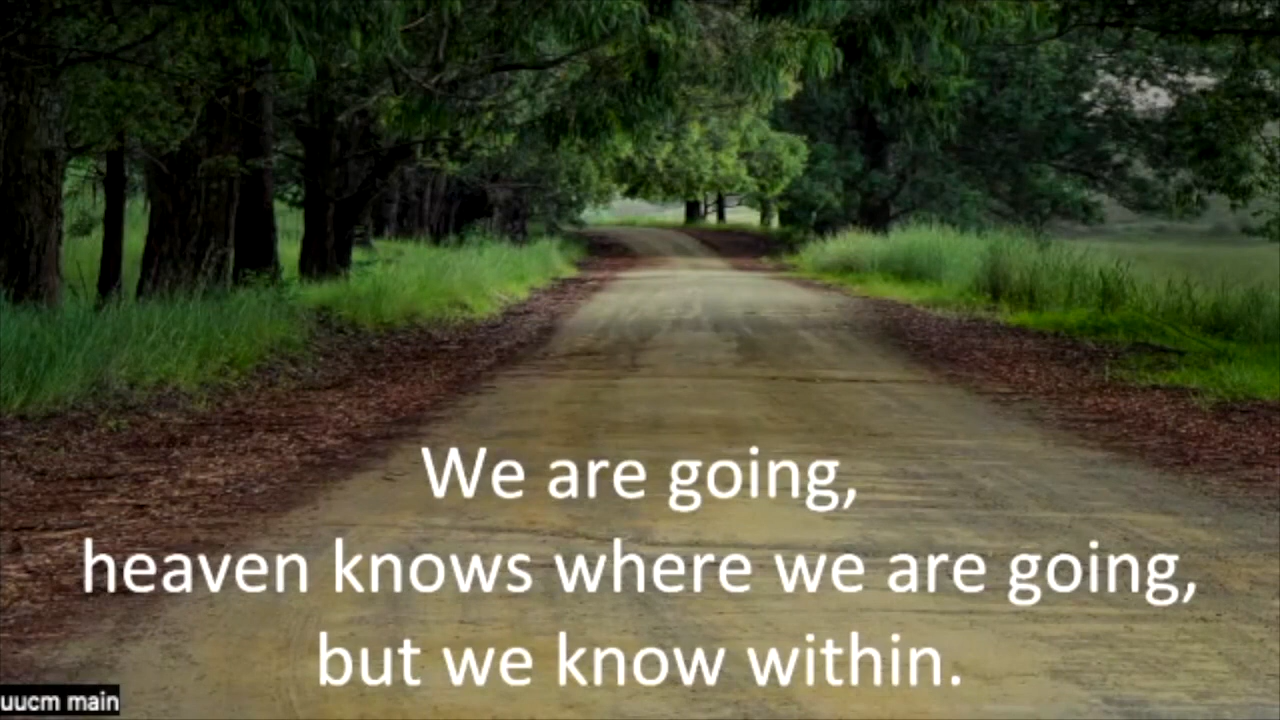 We are going,
heaven knows where we are going,
but we know within.
uucm main